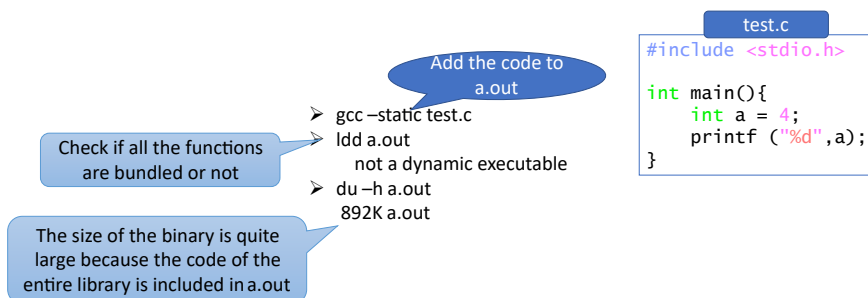 test.c
#include <stdio.h>
int main(){
int a = 4;
printf ("%d",a);
}
Add the code to
a.out
➢ gcc –static test.c
➢ ldd a.out
not a dynamic executable
➢ du –h a.out
892K a.out
Check if all the functions
are bundled or not
The size of the binary is quite
large because the code of the
entire library is included in a.out